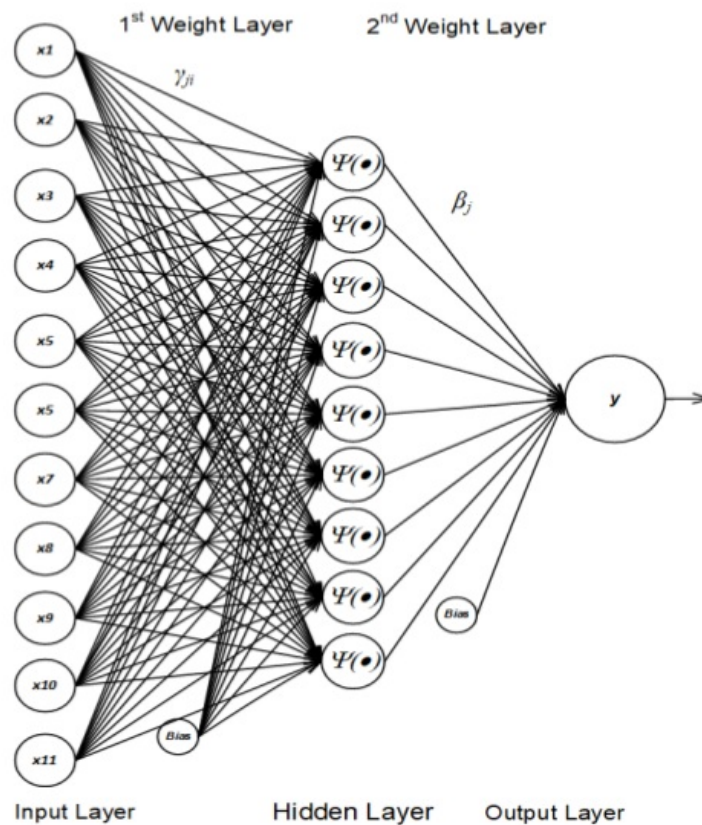 1st Weight Layer
2nd Weight Layer
γji
βj
x1
x2
x3
x4
x5
x5
x7
x8
x9
x10
x11
Bias
Ψ(•)
Ψ(•)
Ψ(•)
Ψ(•)
Ψ(•)
Ψ(•)
Ψ(•)
Ψ(•)
Ψ(•)
Bias
y
Input Layer
Hidden Layer
Output Layer